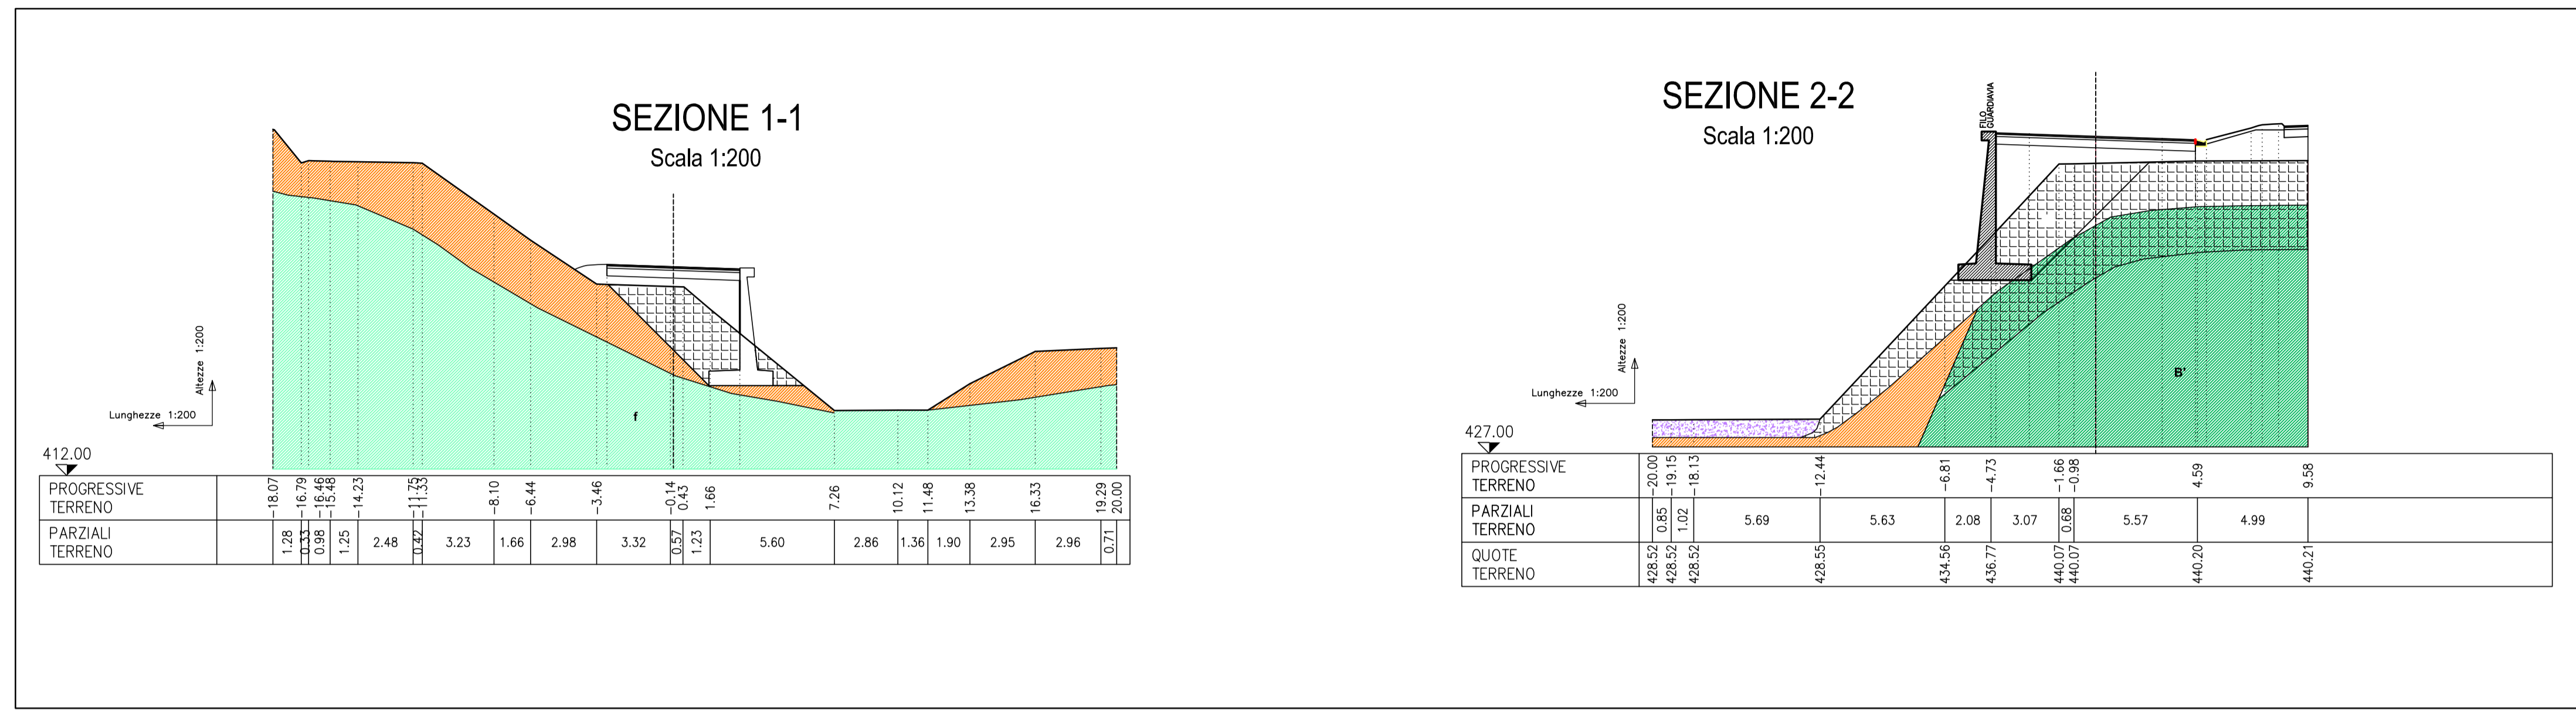 SEZIONE 1-1
Scala 1:200
Altezze 1:200
Lunghezze 1:200
f
412.00
PROGRESSIVE
TERRENO
-18.07 -16.79 -16.46 -15.48 -14.23 -11.75 -11.33 -8.10 -6.44 -3.46 -0.14 0.43 1.66 7.26 10.12 11.48 13.38 16.33 19.29 20.00
PARZIALI
TERRENO
1.28 0.33 0.98 1.25 2.48 0.42 3.23 1.66 2.98 3.32 0.57 1.23 5.60 2.86 1.36 1.90 2.95 2.96 0.71
SEZIONE 2-2
Scala 1:200
FILO
GUARDIAVIA
Altezze 1:200
Lunghezze 1:200
B'
427.00
PROGRESSIVE
TERRENO
-20.00 -19.15 -18.13 -12.44 -6.81 -4.73 -1.66 -0.98 4.59 9.58
PARZIALI
TERRENO
0.85 1.02 5.69 5.63 2.08 3.07 0.68 5.57 4.99
QUOTE
TERRENO
428.52 428.52 428.52 428.55 434.56 436.77 440.07 440.07 440.20 440.21